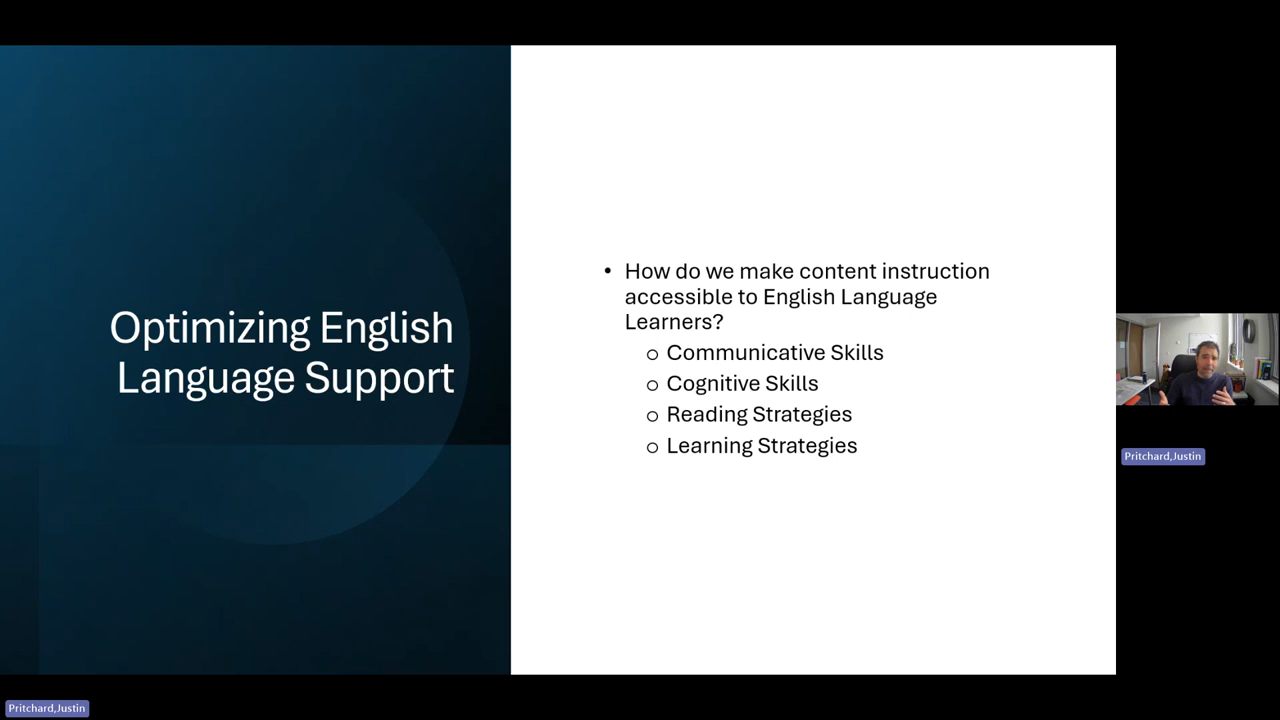 Optimizing English
Language Support
• How do we make content instruction
accessible to English Language
Learners?
o Communicative Skills
o Cognitive Skills
o Reading Strategies
o Learning Strategies
Pritchard,Justin
Pritchard,Justin